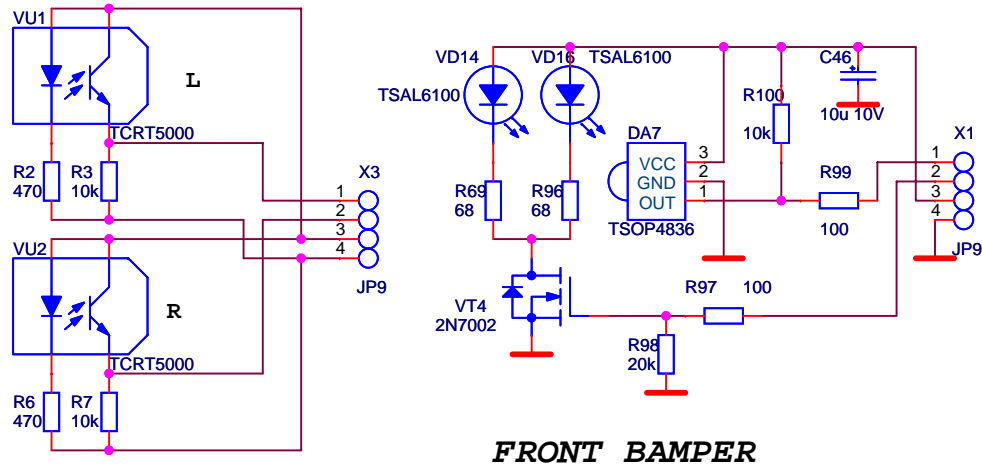 VU1
L
TCRT5000
R2
470
R3
10k
VU2
R
TCRT5000
R6
470
R7
10k
X3
1
2
3
4
JP9
VD14
TSAL6100
VD16
TSAL6100
R69
68
R96
68
DA7
VCC
GND
OUT
3
2
1
TSOP4836
R100
10k
C46
+
10u 10V
R99
100
X1
1
2
3
4
JP9
VT4
2N7002
R97
100
R98
20k
FRONT BAMPER